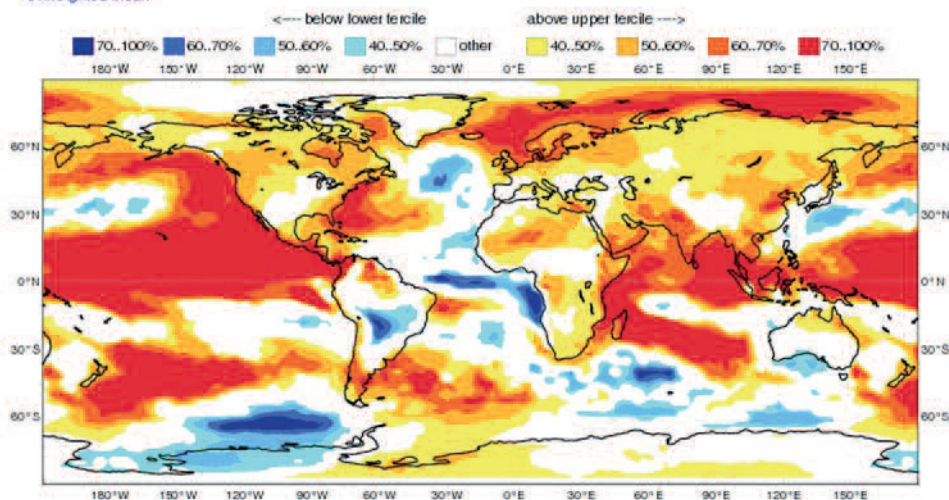 <--- below lower tercile above upper tercile --->
70..100% 60..70% 50..60% 40..50% other 40..50% 50..60% 60..70% 70..100%
180°W 150°W 120°W 90°W 60°W 30°W 0°E 30°E 60°E 90°E 120°E 150°E
60°N 60°N
30°N 30°N
0°N 0°N
30°S 30°S
60°S 60°S
180°W 150°W 120°W 90°W 60°W 30°W 0°E 30°E 60°E 90°E 120°E 150°E